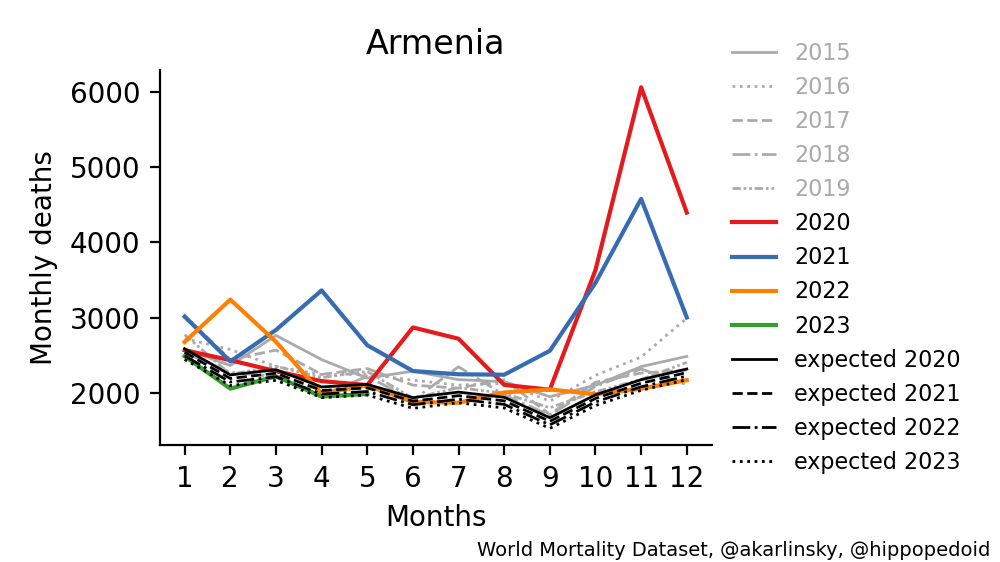 Armenia
Monthly deaths
6000
5000
4000
3000
2000
1 2 3 4 5 6 7 8 9 10 11 12
Months
2015
2016
2017
2018
2019
2020
2021
2022
2023
expected 2020
expected 2021
expected 2022
expected 2023
World Mortality Dataset, @akarlinsky, @hippopedoid